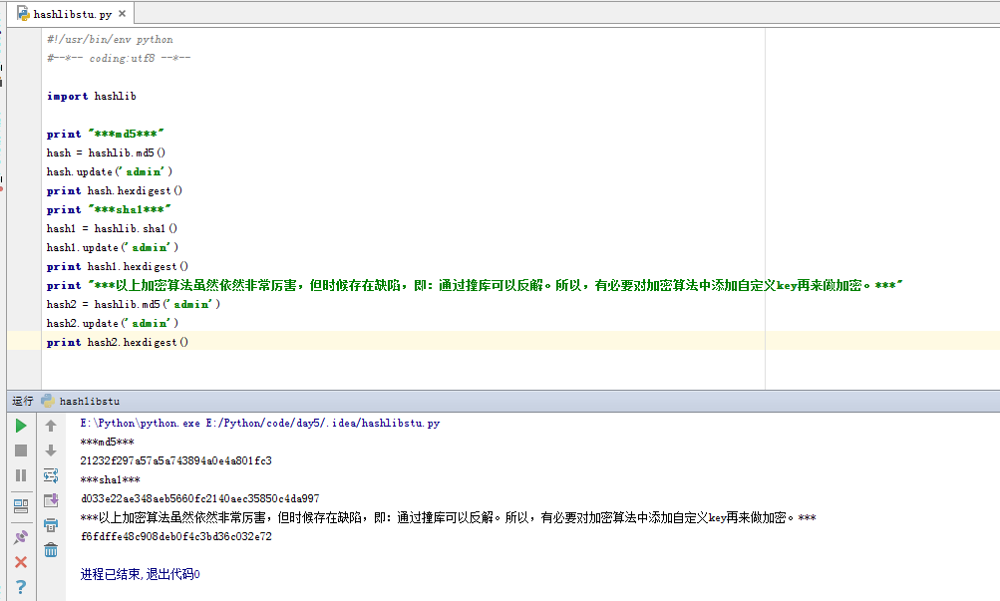 hashlibstu.py
#!/usr/bin/env python
#--*-- coding:utf8 --*--
import hashlib
print "***md5***"
hash = hashlib.md5()
hash.update('admin')
print hash.hexdigest()
print "***sha1***"
hash1 = hashlib.sha1()
hash1.update('admin')
print hash1.hexdigest()
print "***以上加密算法虽然依然非常厉害，但时候存在缺陷，即：通过撞库可以反解。所以，有必要对加密算法中添加自定义key再来做加密。***"
hash2 = hashlib.md5('admin')
hash2.update('admin')
print hash2.hexdigest()
运行 hashlibstu
E:\Python\python.exe E:/Python/code/day5/.idea/hashlibstu.py
***md5***
21232f297a57a5a743894a0e4a801fc3
***sha1***
d033e22ae348aeb5660fc2140aec35850c4da997
***以上加密算法虽然依然非常厉害，但时候存在缺陷，即：通过撞库可以反解。所以，有必要对加密算法中添加自定义key再来做加密。***
f6fdffe48c908deb0f4c3bd36c032e72
进程已结束,退出代码0